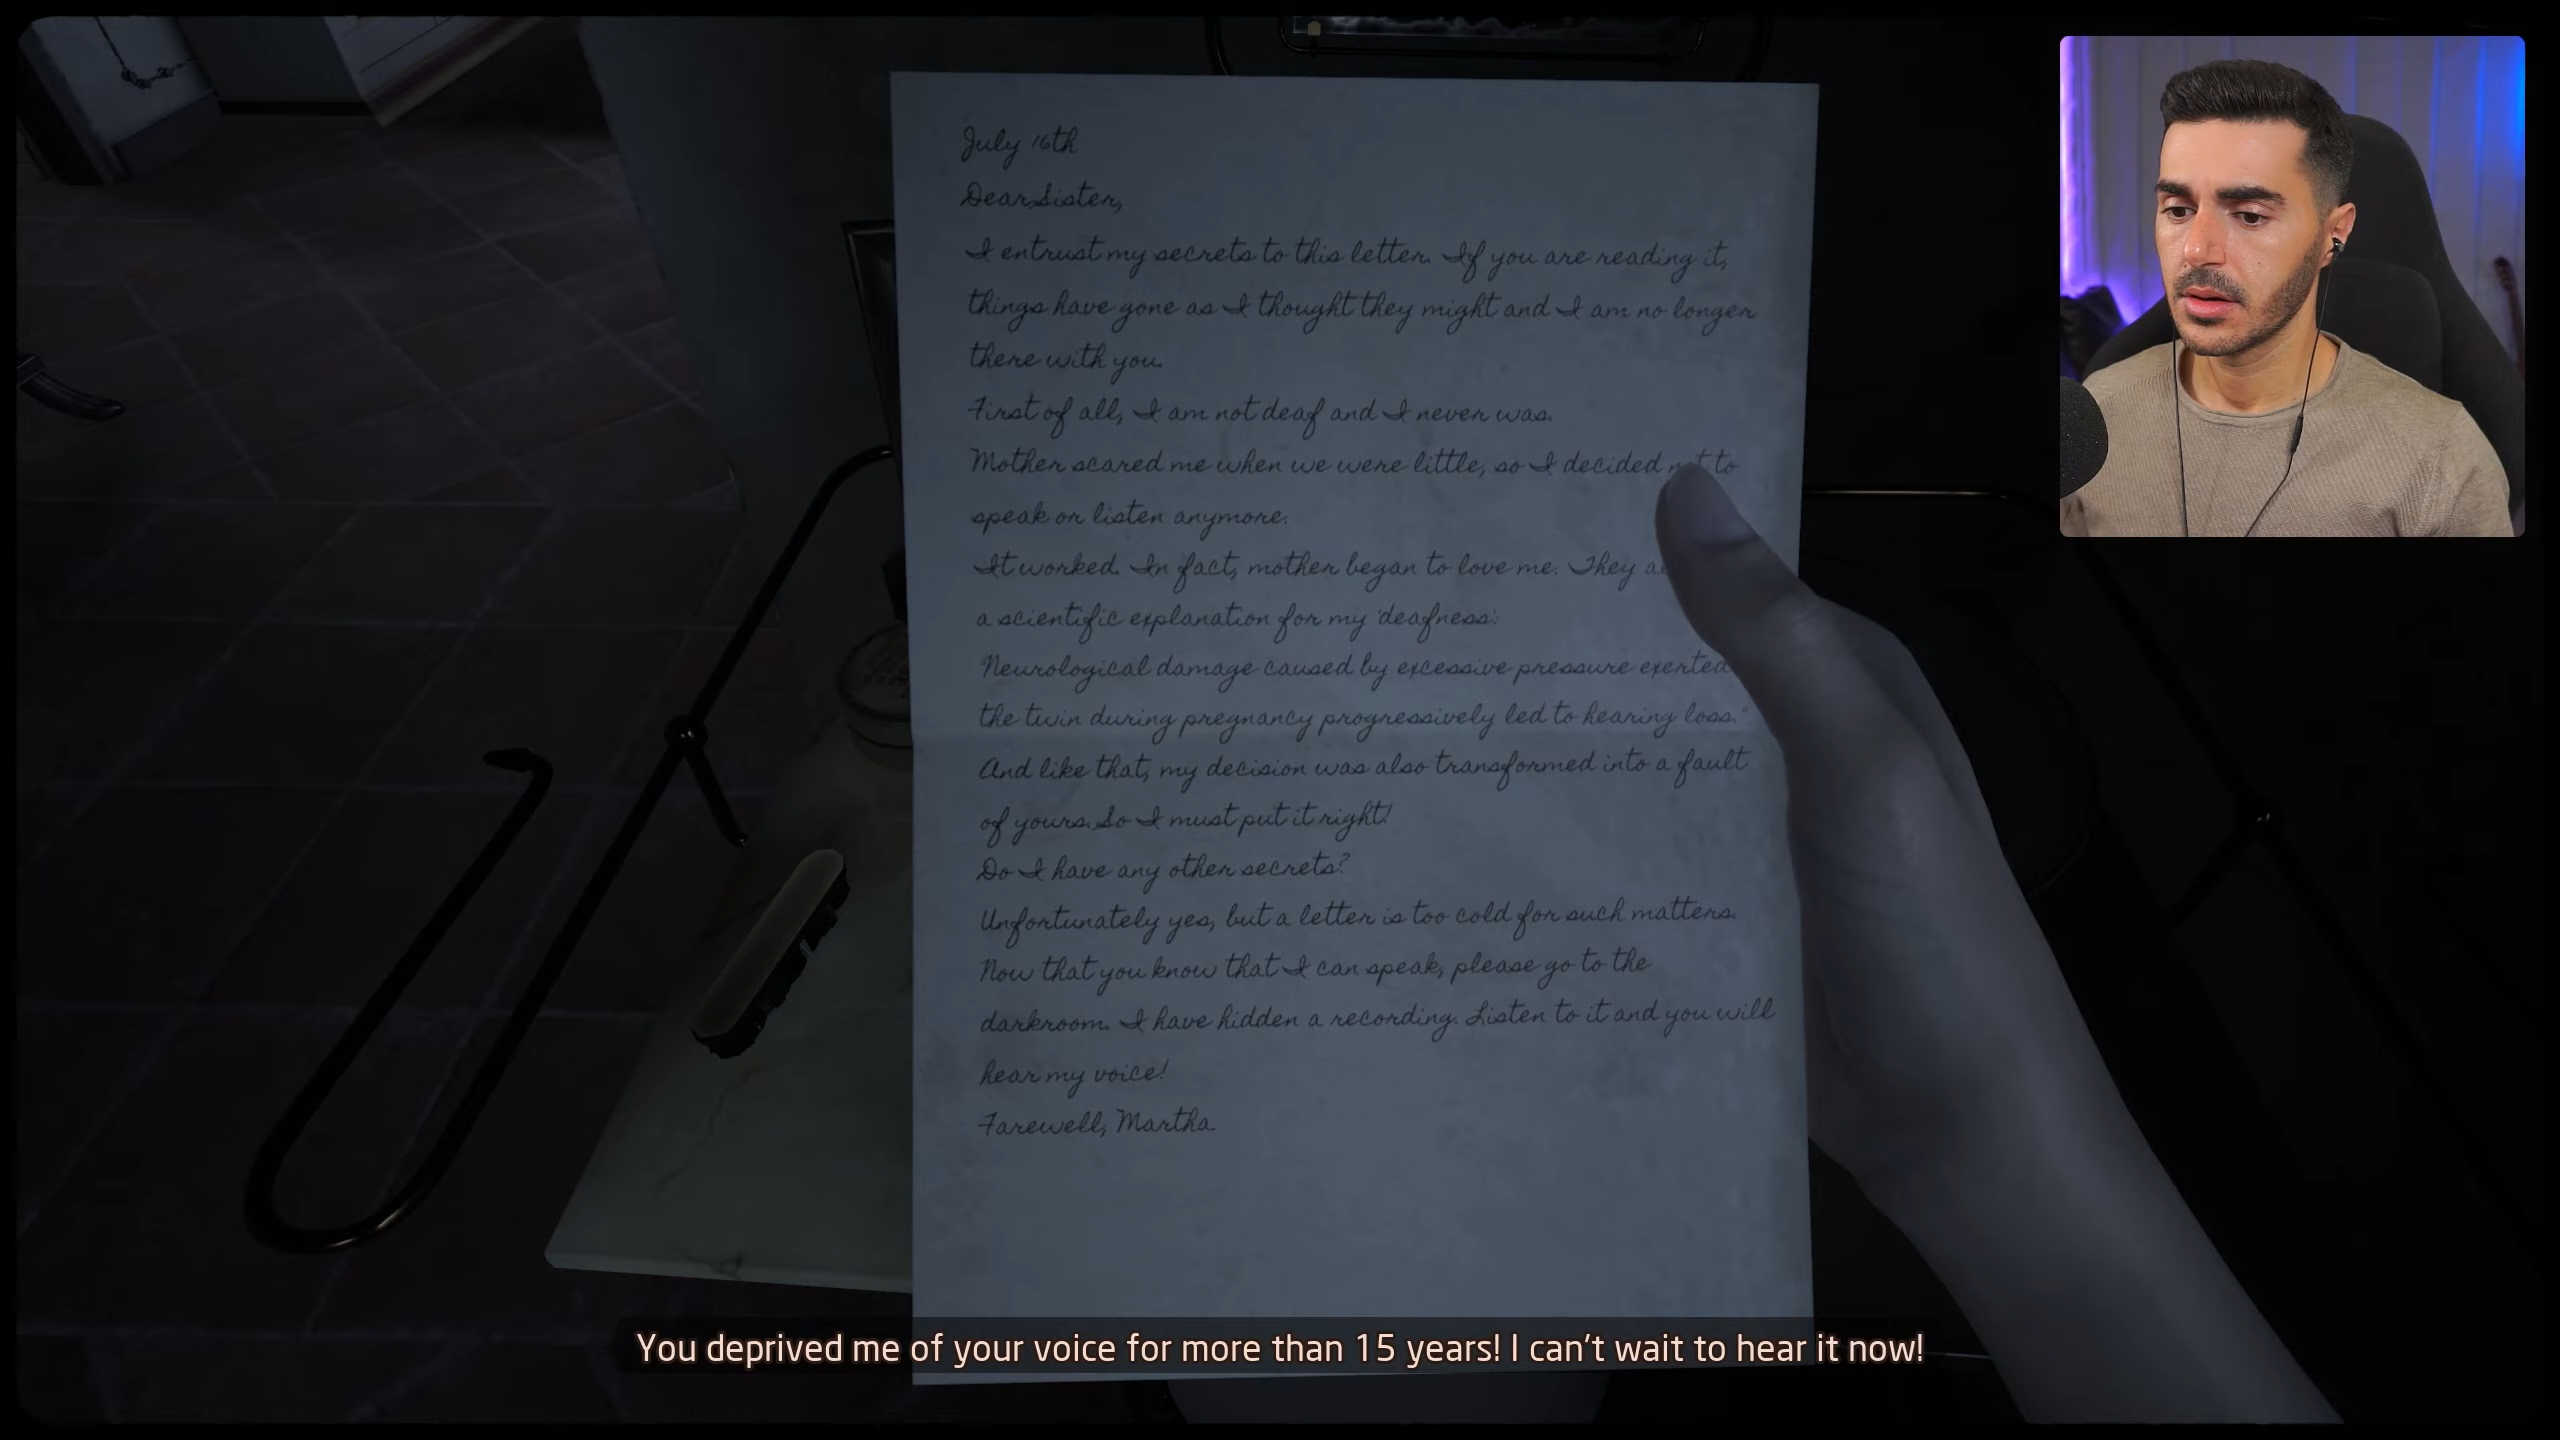 July 16th
Dear Sister,
I entrust my secrets to this letter. If you are reading it,
things have gone as I thought they might and I am no longer
there with you.
First of all, I am not deaf and I never was.
Mother scared me when we were little, so I decided not to
speak or listen anymore.
It worked. In fact, mother began to love me. They
a scientific explanation for my 'deafness':
"Neurological damage caused by excessive pressure exerted
the twin during pregnancy progressively led to hearing loss."
And like that, my decision was also transformed into a fault
of yours. So I must put it right!
Do I have any other secrets?
Unfortunately yes, but a letter is too cold for such matters.
Now that you know that I can speak, please go to the
darkroom. I have hidden a recording. Listen to it and you will
hear my voice!
Farewell, Martha.
You deprived me of your voice for more than 15 years! I can't wait to hear it now!